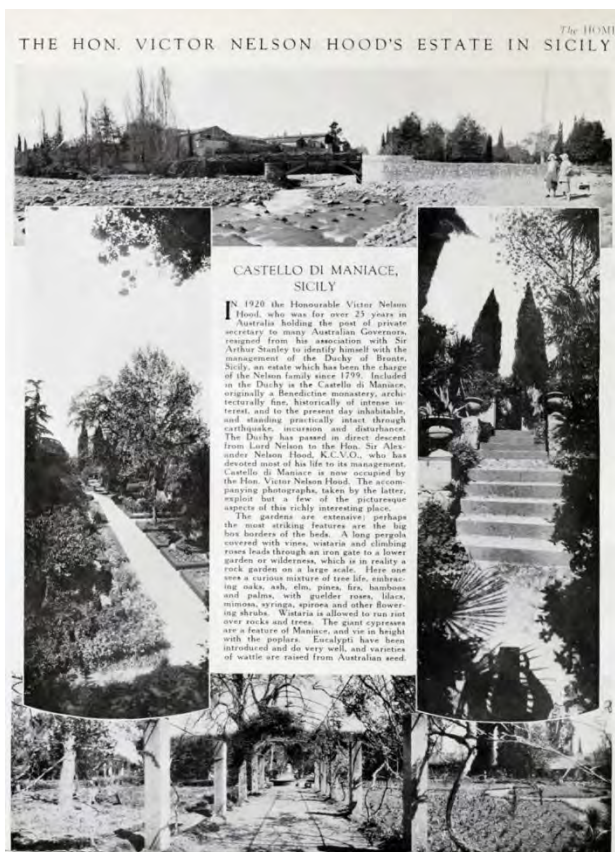 The HOME
THE HON. VICTOR NELSON HOOD'S ESTATE IN SICILY
CASTELLO DI MANIACE,
SICILY
IN 1920 the Honourable Victor Nelson
Hood, who was for over 25 years in
Australia holding the post of private
secretary to many Australian Governors,
resigned from his association with Sir
Arthur Stanley to identify himself with the
management of the Duchy of Bronte,
Sicily, an estate which has been the charge
of the Nelson family since 1799. Included
in the Duchy is the Castello di Maniace,
originally a Benedictine monastery, archi-
tecturally fine, historically of intense in-
terest, and to the present day inhabitable,
and standing practically intact through
earthquake, incursion and disturbance.
The Duchy has passed in direct descent
from Lord Nelson to the Hon. Sir Alex-
ander Nelson Hood, K.C.V.O., who has
devoted most of his life to its management.
Castello di Maniace is now occupied by
the Hon. Victor Nelson Hood. The accom-
panying photographs, taken by the latter,
exploit but a few of the picturesque
aspects of this richly interesting place.
The gardens are extensive; perhaps
the most striking features are the big
box borders of the beds. A long pergola
covered with vines, wistaria and climbing
roses leads through an iron gate to a lower
garden or wilderness, which is in reality a
rock garden on a large scale. Here one
sees a curious mixture of tree life, embrac-
ing oaks, ash, elm, pines, firs, bamboos
and palms, with guelder roses, lilacs,
mimosa, syringa, spiroea and other flower-
ing shrubs. Wistaria is allowed to run riot
over rocks and trees. The giant cypresses
are a feature of Maniace, and vie in height
with the poplars. Eucalypti have been
introduced and do very well, and varieties
of wattle are raised from Australian seed.